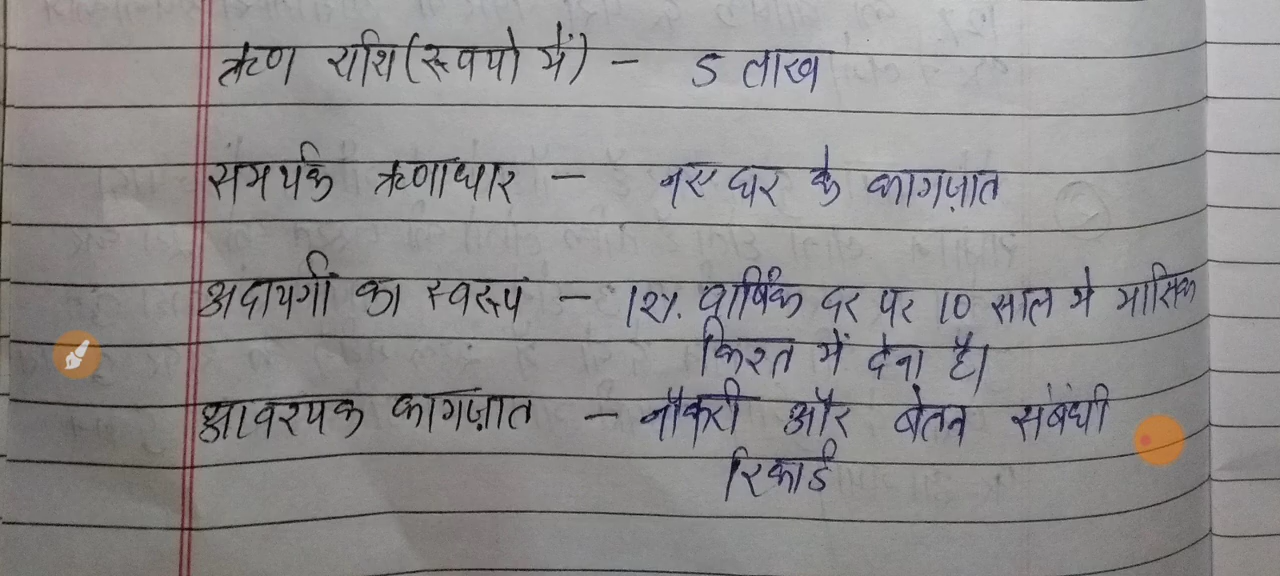 ऋण राशि (रूपयो में) - 5 लाख
समर्थक ऋणाधार - नए घर के कागज़ात
अदायगी का स्वरूप - 12% वार्षिक दर पर 10 साल मे मासिक
किश्त में देना है।
आवश्यक कागज़ात - नौकरी और वेतन संबंधी
रिकार्ड